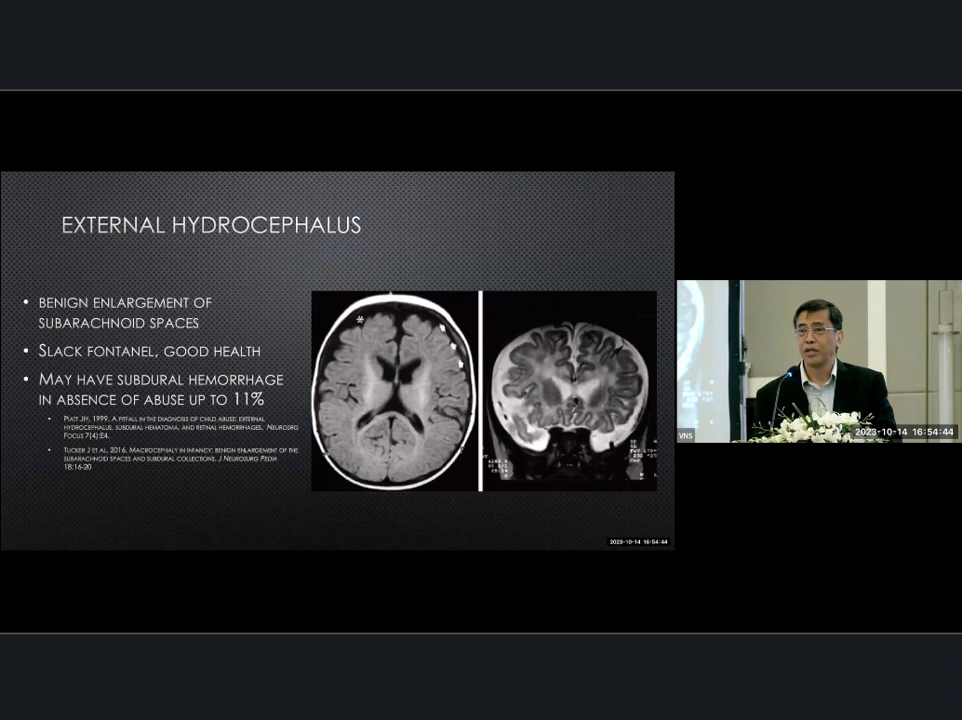 EXTERNAL HYDROCEPHALUS
• BENIGN ENLARGEMENT OF
SUBARACHNOID SPACES
• SLACK FONTANEL, GOOD HEALTH
• MAY HAVE SUBDURAL HEMORRHAGE
IN ABSENCE OF ABUSE UP TO 11%
• PIATT JH, 1999. A PITFALL IN THE DIAGNOSIS OF CHILD ABUSE: EXTERNAL
HYDROCEPHALUS, SUBDURAL HEMATOMA, AND RETINAL HEMORRHAGES. NEUROSRG
FOCUS 7(4):E4.
• TUCKER J ET AL, 2016. MACROCEPHALY IN INFANCY: BENIGN ENLARGEMENT OF THE
SUBARACHNOID SPACES AND SUBDURAL COLLECTIONS. J NEUROSURG PEDIA
18:16-20
*
2023-10-14 16:54:44
VNS
2023-10-14 16:54:44